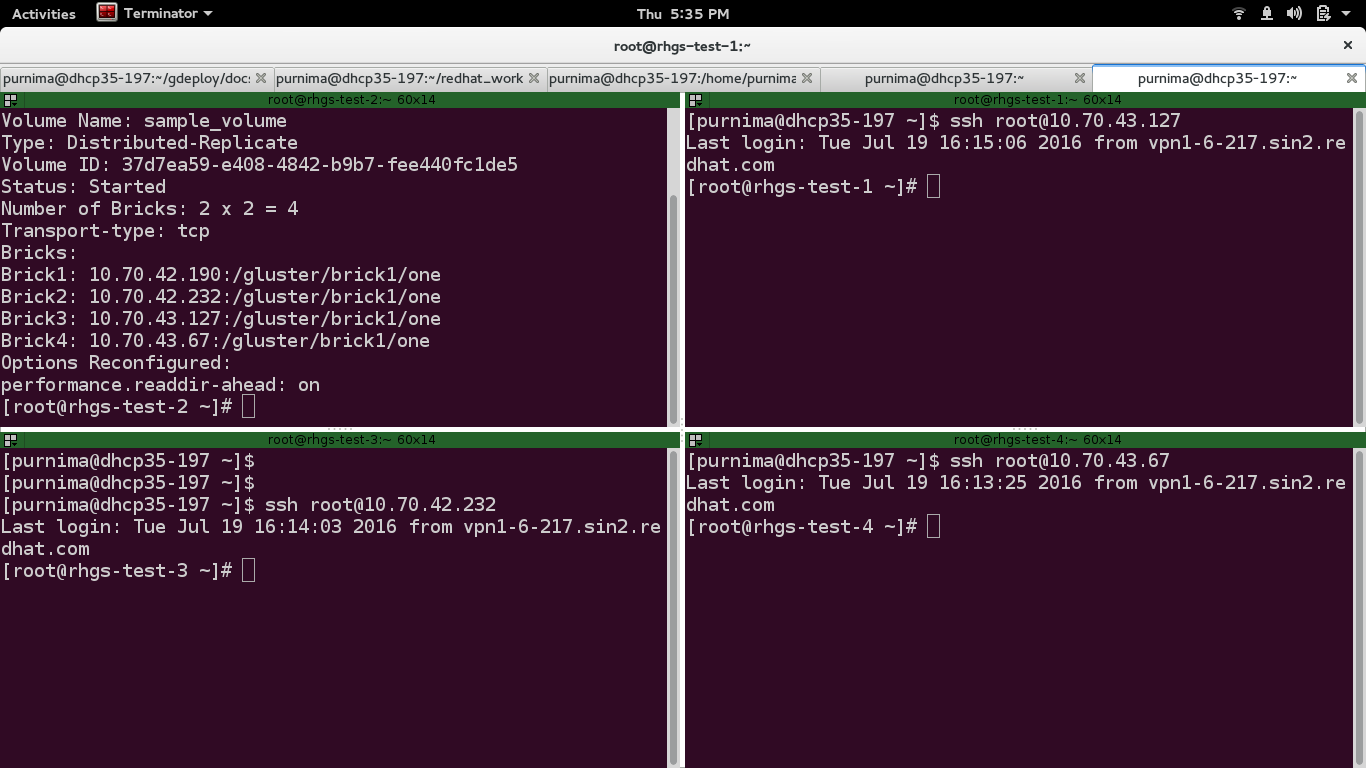 Activities Terminator Thu 5:35 PM
root@rhgs-test-1:~
purnima@dhcp35-197:~/gdeploy/doc: purnima@dhcp35-197:~/redhat_work purnima@dhcp35-197:/home/purnima purnima@dhcp35-197:~ purnima@dhcp35-197:~
root@rhgs-test-2:~ 60x14
Volume Name: sample_volume
Type: Distributed-Replicate
Volume ID: 37d7ea59-e408-4842-b9b7-fee440fc1de5
Status: Started
Number of Bricks: 2 x 2 = 4
Transport-type: tcp
Bricks:
Brick1: 10.70.42.190:/gluster/brick1/one
Brick2: 10.70.42.232:/gluster/brick1/one
Brick3: 10.70.43.127:/gluster/brick1/one
Brick4: 10.70.43.67:/gluster/brick1/one
Options Reconfigured:
performance.readdir-ahead: on
[root@rhgs-test-2 ~]#
root@rhgs-test-1:~ 60x14
[purnima@dhcp35-197 ~]$ ssh root@10.70.43.127
Last login: Tue Jul 19 16:15:06 2016 from vpn1-6-217.sin2.re
dhat.com
[root@rhgs-test-1 ~]#
root@rhgs-test-3:~ 60x14
[purnima@dhcp35-197 ~]$
[purnima@dhcp35-197 ~]$
[purnima@dhcp35-197 ~]$ ssh root@10.70.42.232
Last login: Tue Jul 19 16:14:03 2016 from vpn1-6-217.sin2.re
dhat.com
[root@rhgs-test-3 ~]#
root@rhgs-test-4:~ 60x14
[purnima@dhcp35-197 ~]$ ssh root@10.70.43.67
Last login: Tue Jul 19 16:13:25 2016 from vpn1-6-217.sin2.re
dhat.com
[root@rhgs-test-4 ~]#